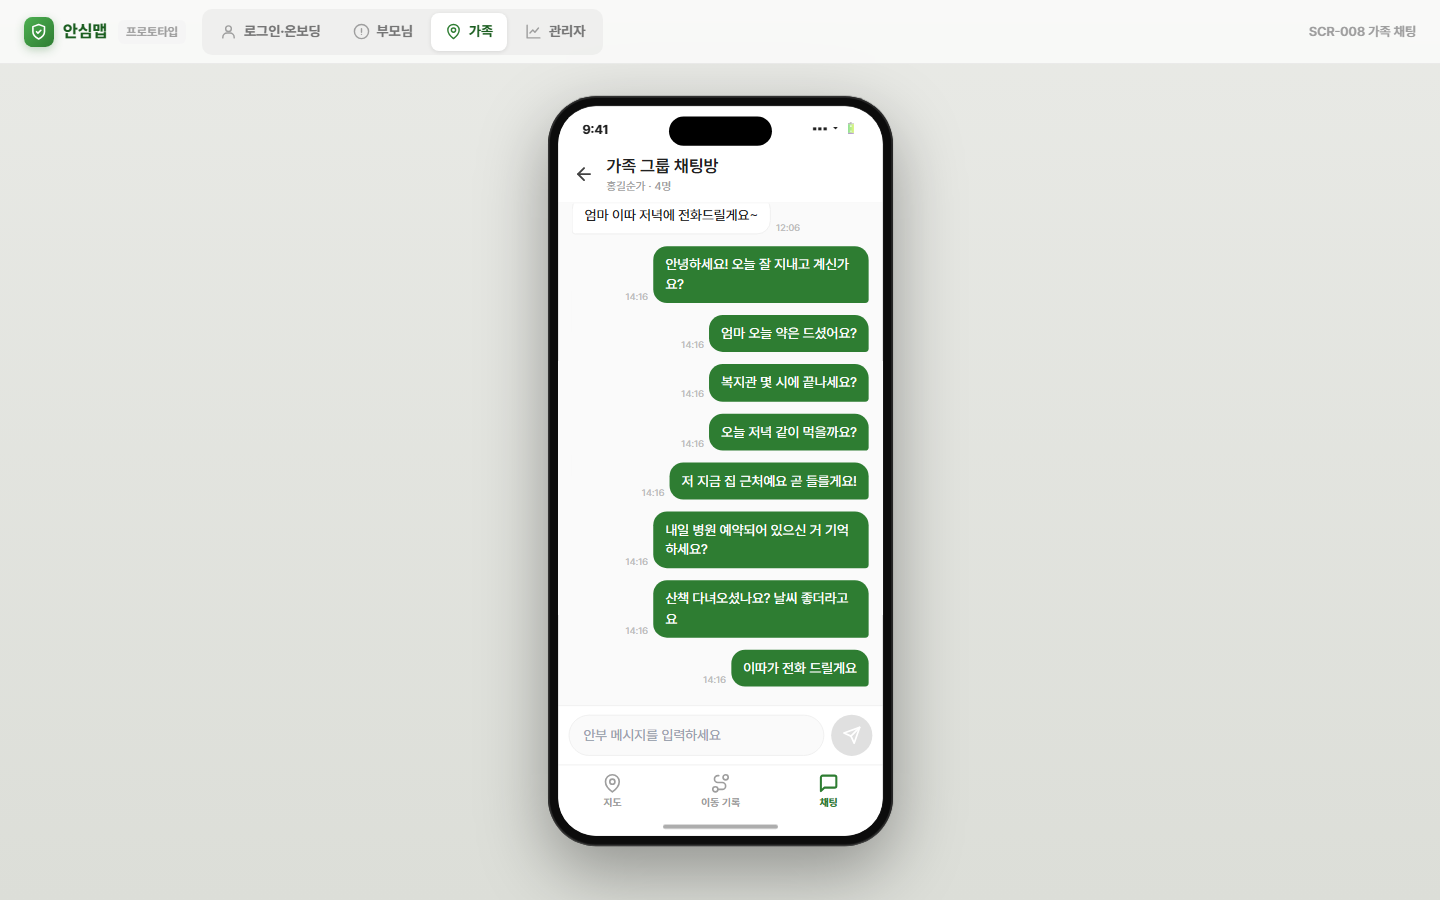 안심맵 프로토타입 로그인·온보딩 부모님 가족 관리자 SCR-008 가족 채팅
9:41
가족 그룹 채팅방
홍길순가 · 4명
엄마 이따 저녁에 전화드릴게요~
12:06
안녕하세요! 오늘 잘 지내고 계신가
요?
14:16
엄마 오늘 약은 드셨어요?
14:16
복지관 몇 시에 끝나세요?
14:16
오늘 저녁 같이 먹을까요?
14:16
저 지금 집 근처예요 곧 들를게요!
14:16
내일 병원 예약되어 있으신 거 기억
하세요?
14:16
산책 다녀오셨나요? 날씨 좋더라고
요
14:16
이따가 전화 드릴게요
14:16
안부 메시지를 입력하세요
지도 이동 기록 채팅